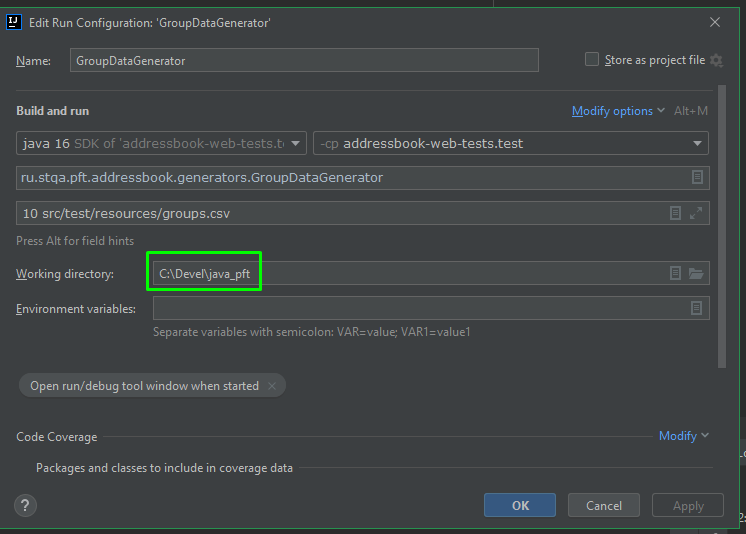 IJ
Edit Run Configuration: 'GroupDataGenerator'
Name: GroupDataGenerator Store as project file
Build and run Modify options Alt+M
java 16 SDK of 'addressbook-web-tests.t -cp addressbook-web-tests.test
ru.stqa.pft.addressbook.generators.GroupDataGenerator
10 src/test/resources/groups.csv
Press Alt for field hints
Working directory: C:\Devel\java_pft
Environment variables:
Separate variables with semicolon: VAR=value; VAR1=value1
Open run/debug tool window when started
Code Coverage Modify
Packages and classes to include in coverage data
? OK Cancel Apply